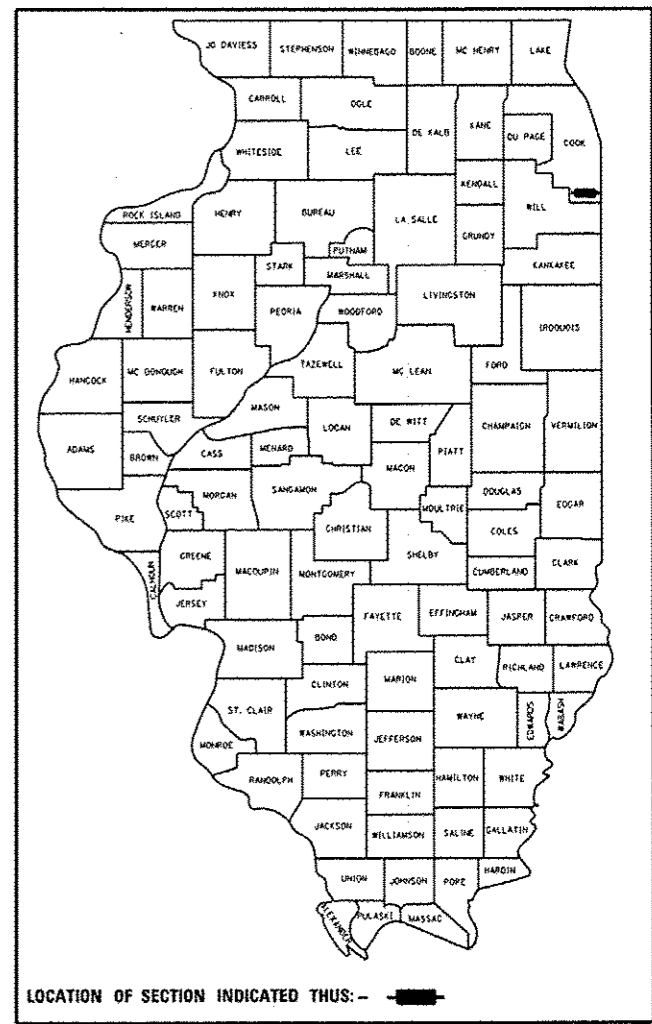 JO DAVIESS STEPHENSON WINNEBAGO BOONE MC HENRY LAKE
CARROLL OGLE DE KALB KANE DU PAGE COOK
WHITESIDE LEE
KENDALL WILL
ROCK ISLAND HENRY BUREAU LA SALLE GRUNDY
MERCER PUTNAM
STARK MARSHALL KANKAKEE
HENDERSON WARREN KNOX PEORIA WOODFORD LIVINGSTON IROQUOIS
HANCOCK MC DONOUGH FULTON TAZEWELL MC LEAN FORD
MASON
SCHUYLER LOGAN DE WITT CHAMPAIGN VERMILION
ADAMS BROWN CASS MENARD MACON PIATT
PIKE SCOTT MORGAN SANGAMON CHRISTIAN MOULTRIE DOUGLAS EDGAR
COLES
CALHOUN GREENE MACOUPIN MONTGOMERY SHELBY CUMBERLAND CLARK
JERSEY FAYETTE EFFINGHAM JASPER CRAWFORD
MADISON BOND
CLAY RICHLAND LAWRENCE
CLINTON MARION
ST. CLAIR WAYNE EDWARDS WABASH
MONROE WASHINGTON JEFFERSON
RANDOLPH PERRY HAMILTON WHITE
FRANKLIN
JACKSON WILLIAMSON SALINE GALLATIN
UNION JOHNSON POPE HARDIN
ALEXANDER PULASKI MASSAC
LOCATION OF SECTION INDICATED THUS: -